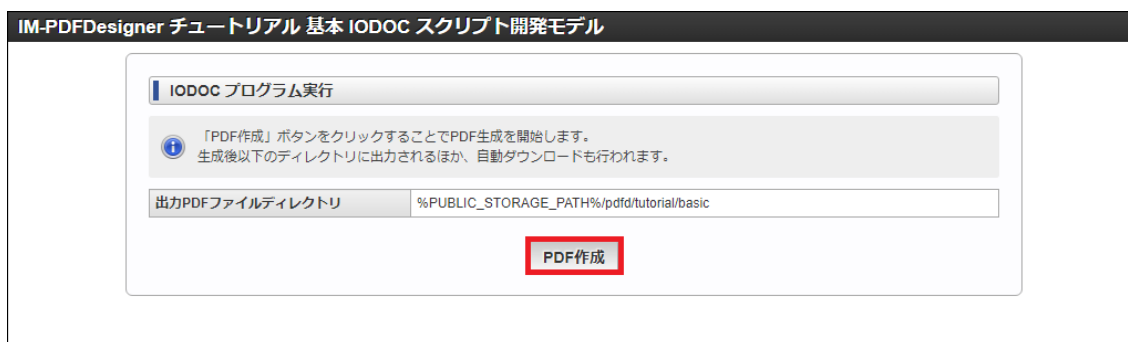 IM-PDFDesigner チュートリアル 基本 IODOC スクリプト開発モデル
IODOC プログラム実行
「PDF作成」ボタンをクリックすることでPDF生成を開始します。
生成後以下のディレクトリに出力されるほか、自動ダウンロードも行われます。
出力PDFファイルディレクトリ %PUBLIC_STORAGE_PATH%/pdfd/tutorial/basic
PDF作成